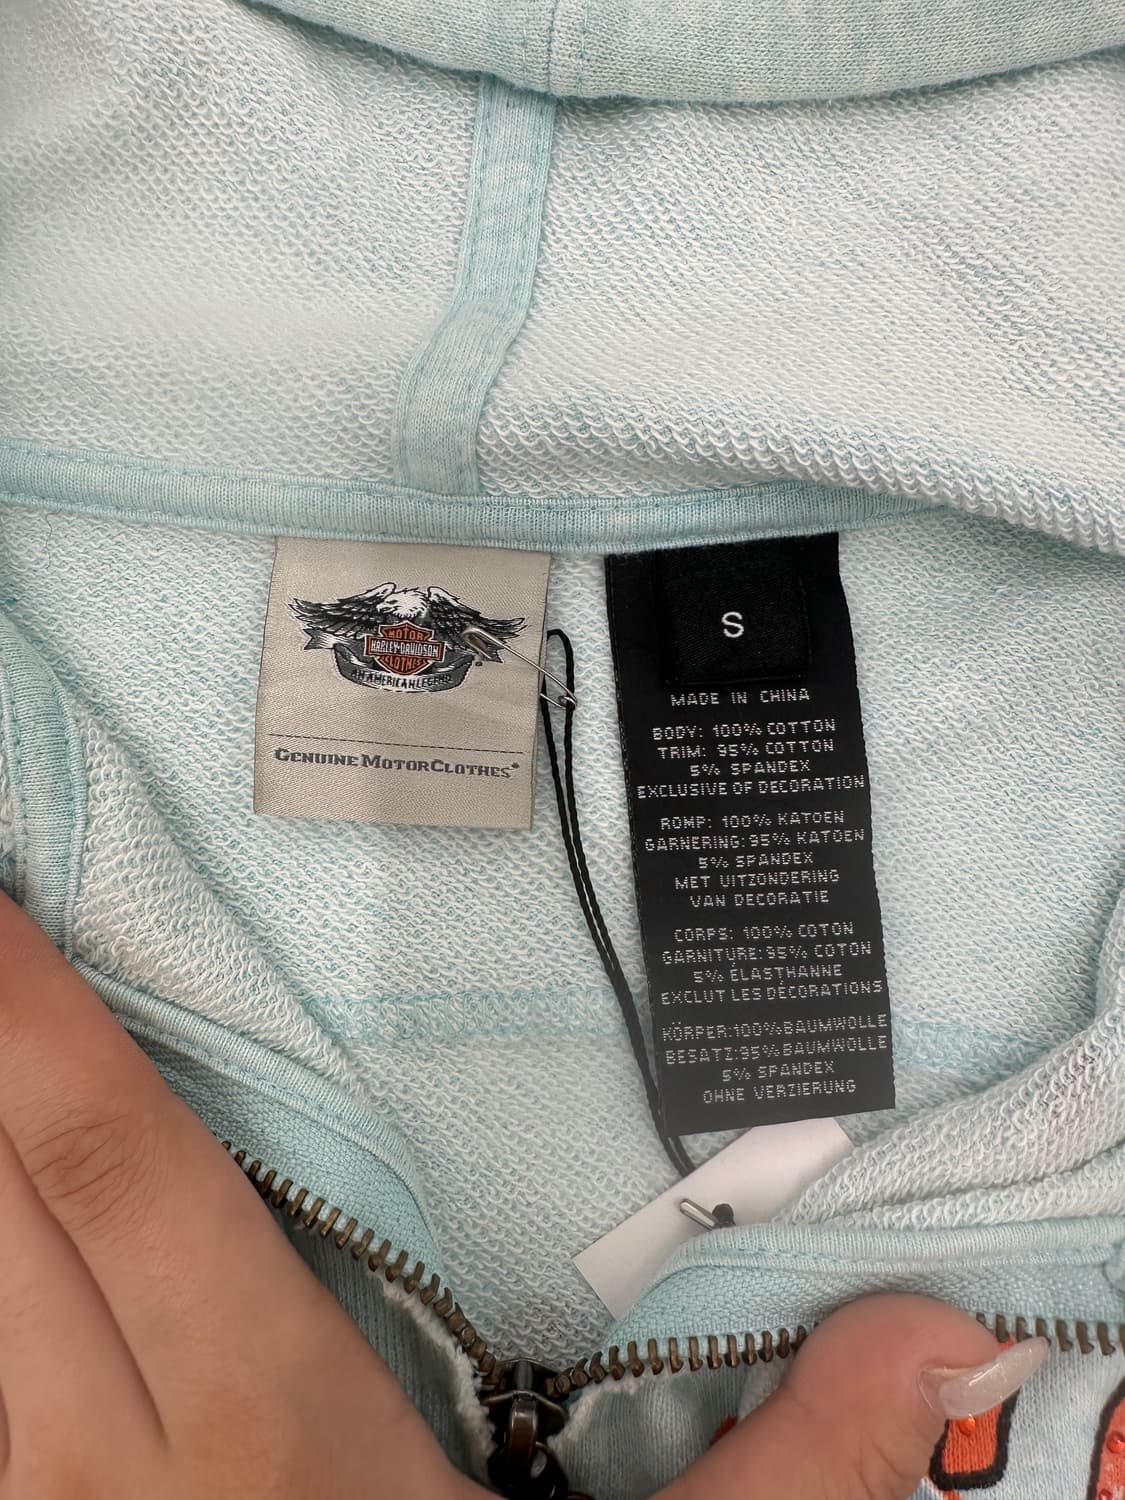 MOTOR
HARLEY-DAVIDSON
CLOTHES
AN AMERICAN LEGEND
®
GENUINE MOTORCLOTHES®
S
MADE IN CHINA
BODY: 100% COTTON
TRIM: 95% COTTON
5% SPANDEX
EXCLUSIVE OF DECORATION
ROMP: 100% KATOEN
GARNERING: 95% KATOEN
5% SPANDEX
MET UITZONDERING
VAN DECORATIE
CORPS: 100% COTON
GARNITURE: 95% COTON
5% ÉLASTHANNE
EXCLUT LES DÉCORATIONS
KÖRPER:100%BAUMWOLLE
BESATZ:95%BAUMWOLLE
5% SPANDEX
OHNE VERZIERUNG